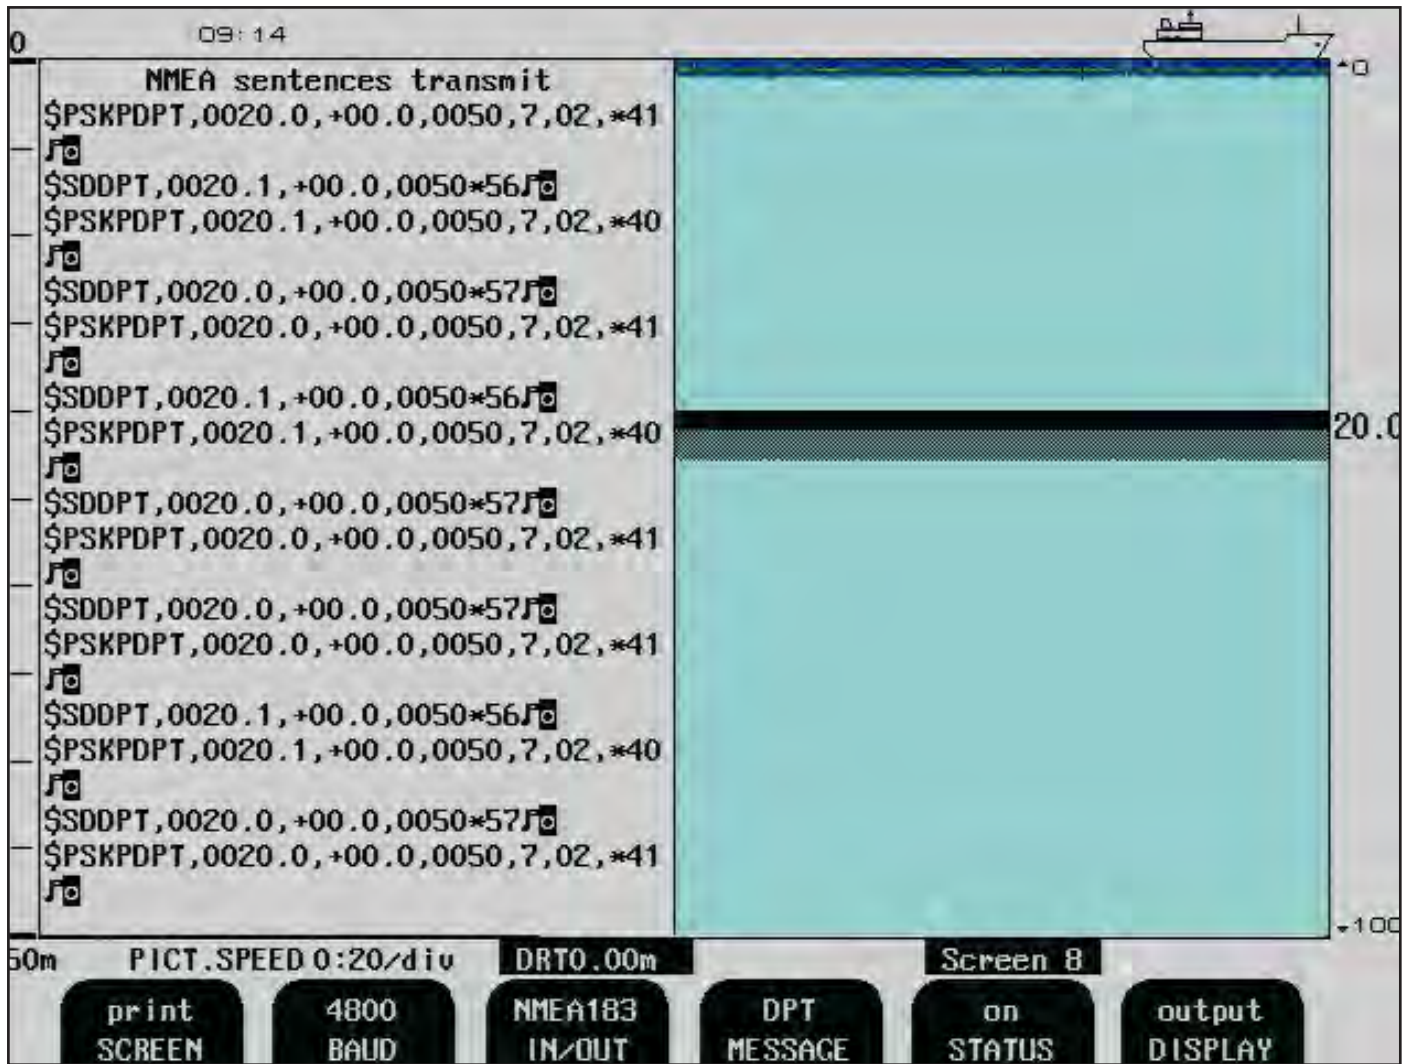 0
09:14
NMEA sentences transmit
$PSKPDPT,0020.0,+00.0,0050,7,02,*41
$SDDPT,0020.1,+00.0,0050*56
$PSKPDPT,0020.1,+00.0,0050,7,02,*40
$SDDPT,0020.0,+00.0,0050*57
$PSKPDPT,0020.0,+00.0,0050,7,02,*41
$SDDPT,0020.1,+00.0,0050*56
$PSKPDPT,0020.1,+00.0,0050,7,02,*40
$SDDPT,0020.0,+00.0,0050*57
$PSKPDPT,0020.0,+00.0,0050,7,02,*41
$SDDPT,0020.0,+00.0,0050*57
$PSKPDPT,0020.0,+00.0,0050,7,02,*41
$SDDPT,0020.1,+00.0,0050*56
$PSKPDPT,0020.1,+00.0,0050,7,02,*40
$SDDPT,0020.0,+00.0,0050*57
$PSKPDPT,0020.0,+00.0,0050,7,02,*41
0
20.0
100
50m PICT.SPEED 0:20/div DRT0.00m Screen 8
print SCREEN
4800 BAUD
NMEA183 IN/OUT
DPT MESSAGE
on STATUS
output DISPLAY